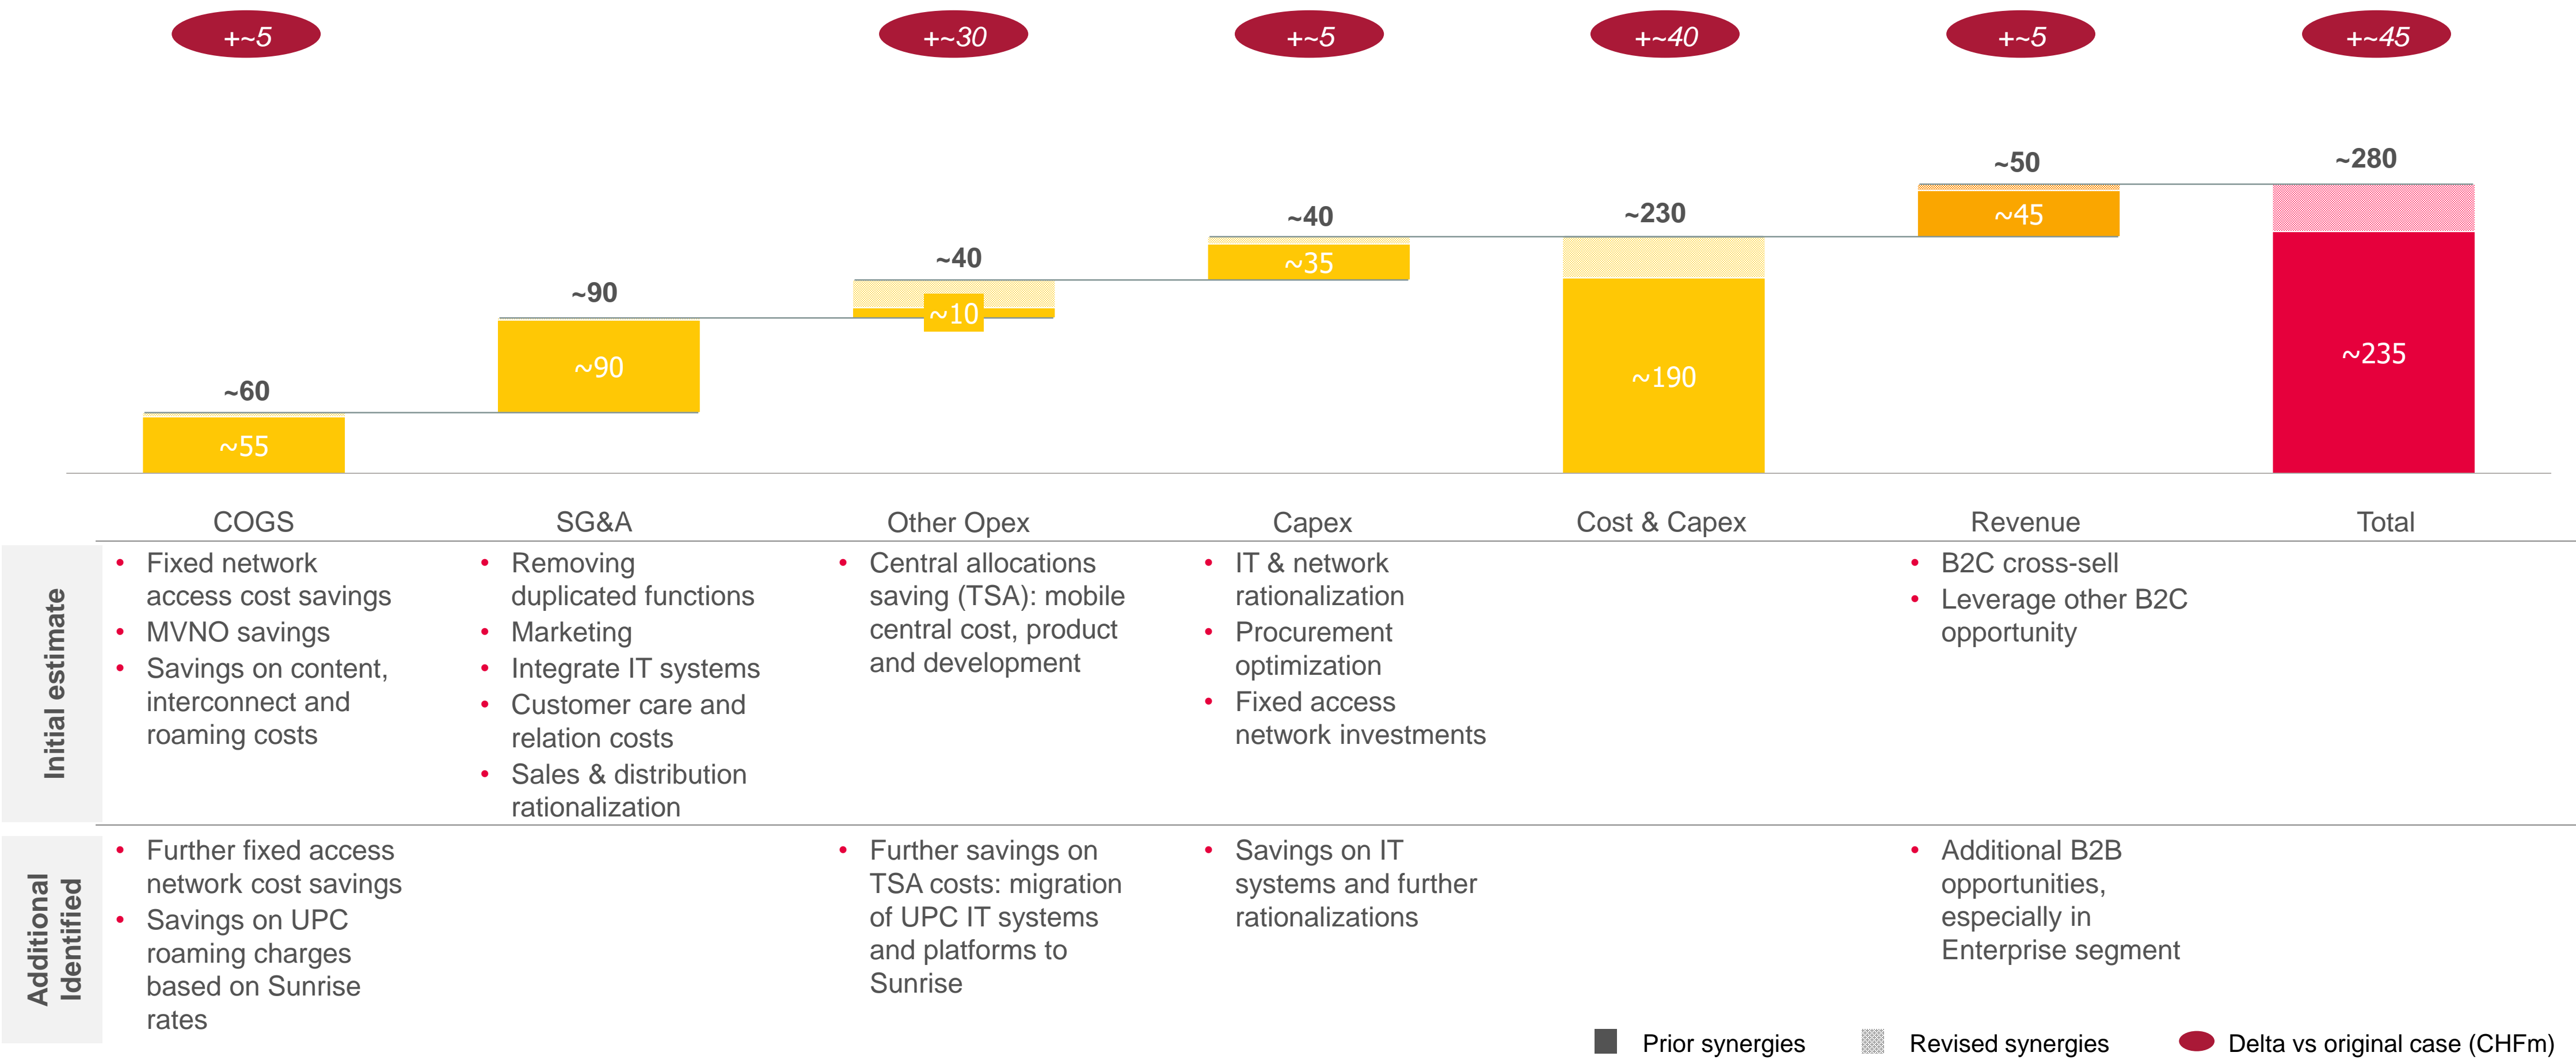 +~5
+~30
+~5
+~40
+~5
+~45
~60
~55
~90
~90
~40
~10
~40
~35
~230
~190
~50
~45
~280
~235
COGS
SG&A
Other Opex
Capex
Cost & Capex
Revenue
Total
Initial estimate
• Fixed network
access cost savings
• MVNO savings
• Savings on content,
interconnect and
roaming costs
• Removing
duplicated functions
• Marketing
• Integrate IT systems
• Customer care and
relation costs
• Sales & distribution
rationalization
• Central allocations
saving (TSA): mobile
central cost, product
and development
• IT & network
rationalization
• Procurement
optimization
• Fixed access
network investments
• B2C cross-sell
• Leverage other B2C
opportunity
Additional
Identified
• Further fixed access
network cost savings
• Savings on UPC
roaming charges
based on Sunrise
rates
• Further savings on
TSA costs: migration
of UPC IT systems
and platforms to
Sunrise
• Savings on IT
systems and further
rationalizations
• Additional B2B
opportunities,
especially in
Enterprise segment
Prior synergies
Revised synergies
Delta vs original case (CHFm)